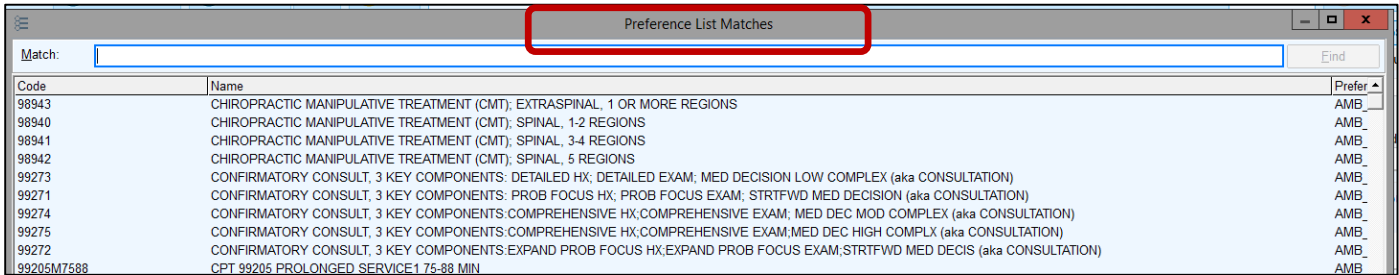 Preference List Matches
Match: Find
Code Name Prefer
98943 CHIROPRACTIC MANIPULATIVE TREATMENT (CMT); EXTRASPINAL, 1 OR MORE REGIONS AMB_
98940 CHIROPRACTIC MANIPULATIVE TREATMENT (CMT); SPINAL, 1-2 REGIONS AMB_
98941 CHIROPRACTIC MANIPULATIVE TREATMENT (CMT); SPINAL, 3-4 REGIONS AMB_
98942 CHIROPRACTIC MANIPULATIVE TREATMENT (CMT); SPINAL, 5 REGIONS AMB_
99273 CONFIRMATORY CONSULT, 3 KEY COMPONENTS: DETAILED HX; DETAILED EXAM; MED DECISION LOW COMPLEX (aka CONSULTATION) AMB_
99271 CONFIRMATORY CONSULT, 3 KEY COMPONENTS: PROB FOCUS HX; PROB FOCUS EXAM; STRTFWD MED DECISION (aka CONSULTATION) AMB_
99274 CONFIRMATORY CONSULT, 3 KEY COMPONENTS:COMPREHENSIVE HX;COMPREHENSIVE EXAM; MED DEC MOD COMPLEX (aka CONSULTATION) AMB_
99275 CONFIRMATORY CONSULT, 3 KEY COMPONENTS:COMPREHENSIVE HX;COMPREHENSIVE EXAM;MED DEC HIGH COMPLX (aka CONSULTATION) AMB_
99272 CONFIRMATORY CONSULT, 3 KEY COMPONENTS:EXPAND PROB FOCUS HX;EXPAND PROB FOCUS EXAM;STRTFWD MED DECIS (aka CONSULTATION) AMB_
99205M7588 CPT 99205 PROLONGED SERVICE1 75-88 MIN AMB